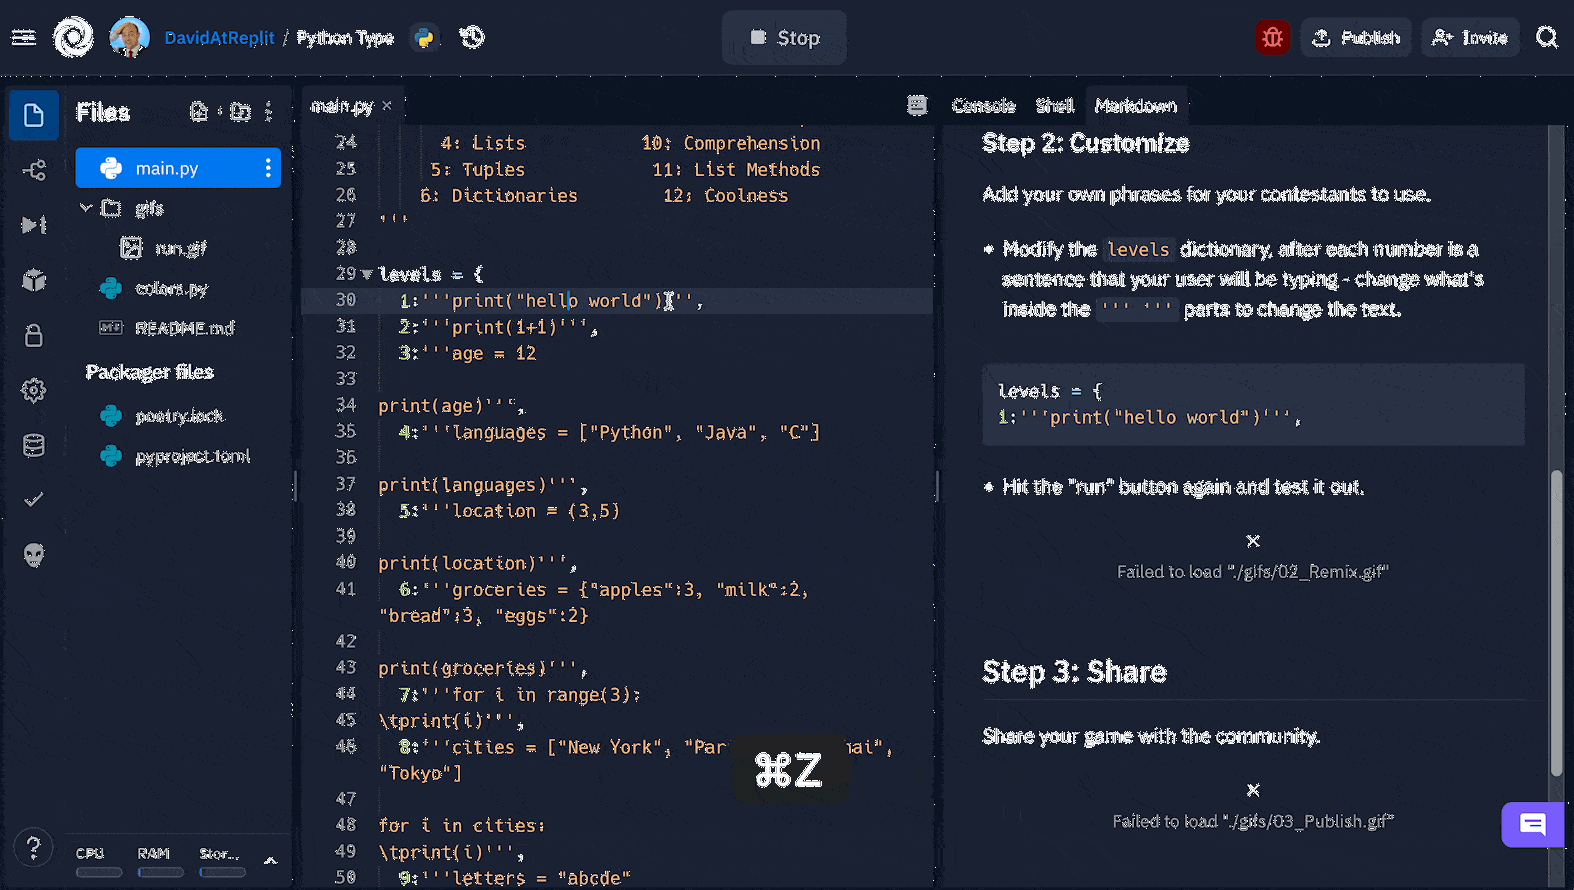 DavidAtReplit / Python Type
Stop
Publish
Invite
Files
main.py
gifs
run.gif
colors.py
README.md
Packager files
poetry.lock
pyproject.toml
CPU RAM Stor...
main.py ×
24 4: Lists 10: Comprehension
25 5: Tuples 11: List Methods
26 6: Dictionaries 12: Coolness
27 '''
28
29 levels = {
30 1:'''print("hello world")''',
31 2:'''print(1+1)''',
32 3:'''age = 12
33
34 print(age)''',
35 4:'''languages = ["Python", "Java", "C"]
36
37 print(languages)''',
38 5:'''location = (3,5)
39
40 print(location)''',
41 6:'''groceries = {"apples":3, "milk":2,
"bread":3, "eggs":2}
42
43 print(groceries)''',
44 7:'''for i in range(3):
45 \tprint(i)''',
46 8:'''cities = ["New York", "Par hai",
"Tokyo"]
47
48 for i in cities:
49 \tprint(i)''',
50 9:'''letters = "abcde"
⌘Z
Console Shell Markdown
Step 2: Customize
Add your own phrases for your contestants to use.
• Modify the levels dictionary, after each number is a
sentence that your user will be typing - change what's
inside the ''' ''' parts to change the text.
levels = {
1:'''print("hello world")''',
• Hit the "run" button again and test it out.
Failed to load "./gifs/02_Remix.gif"
Step 3: Share
Share your game with the community.
Failed to load "./gifs/03_Publish.gif"